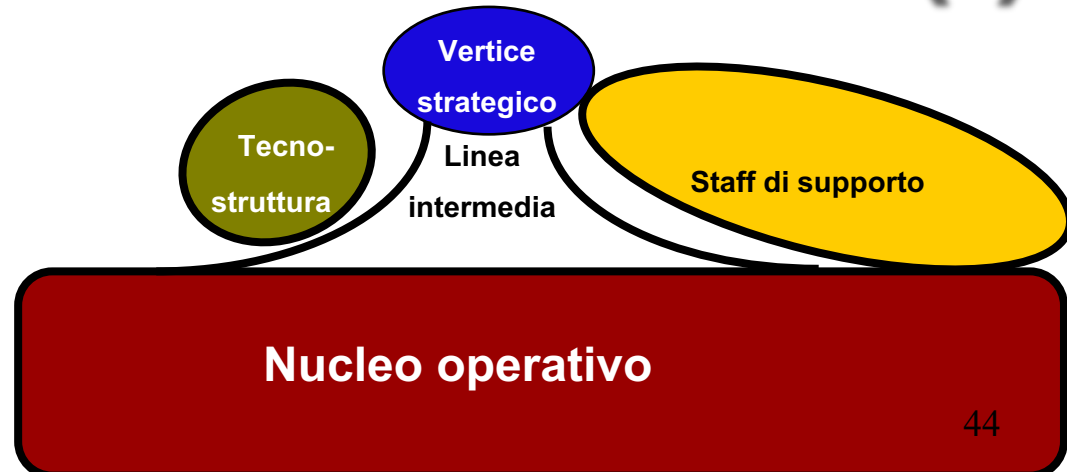 Vertice
strategico
Tecno-
struttura
Linea
intermedia
Staff di supporto
Nucleo operativo
44